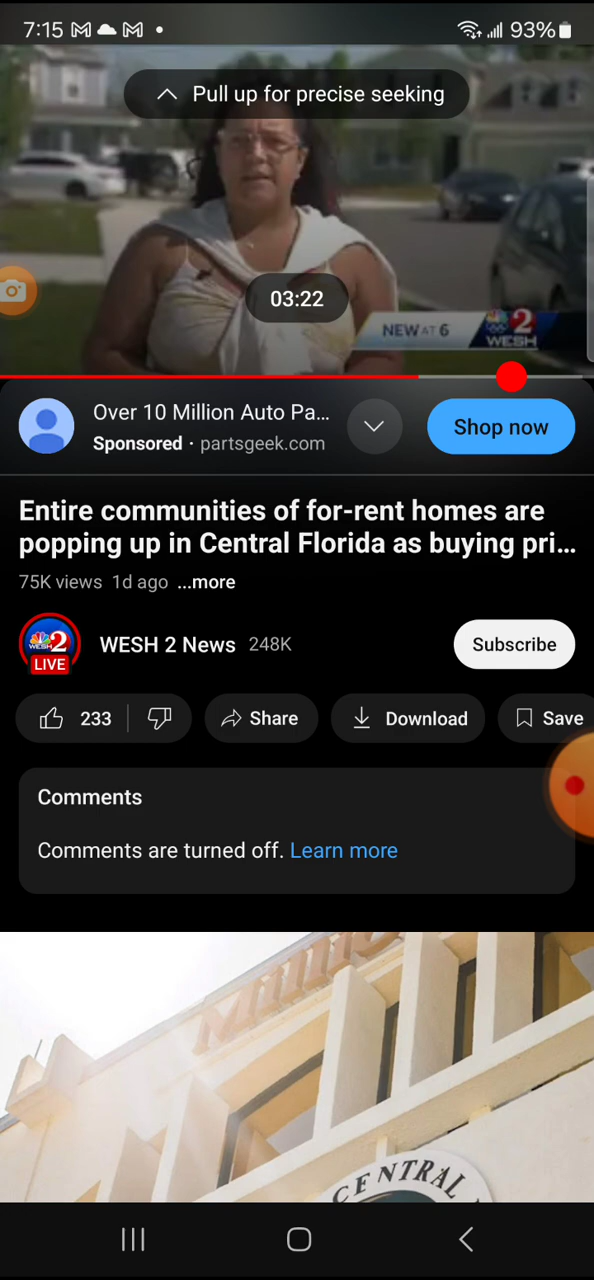 7:15
93%
Pull up for precise seeking
03:22
NEW AT 6
2
WESH
Over 10 Million Auto Pa...
Sponsored · partsgeek.com
Shop now
Entire communities of for-rent homes are
popping up in Central Florida as buying pri...
75K views 1d ago ...more
WESH 2
LIVE
WESH 2 News 248K
Subscribe
233
Share
Download
Save
Comments
Comments are turned off. Learn more
CENTRAL